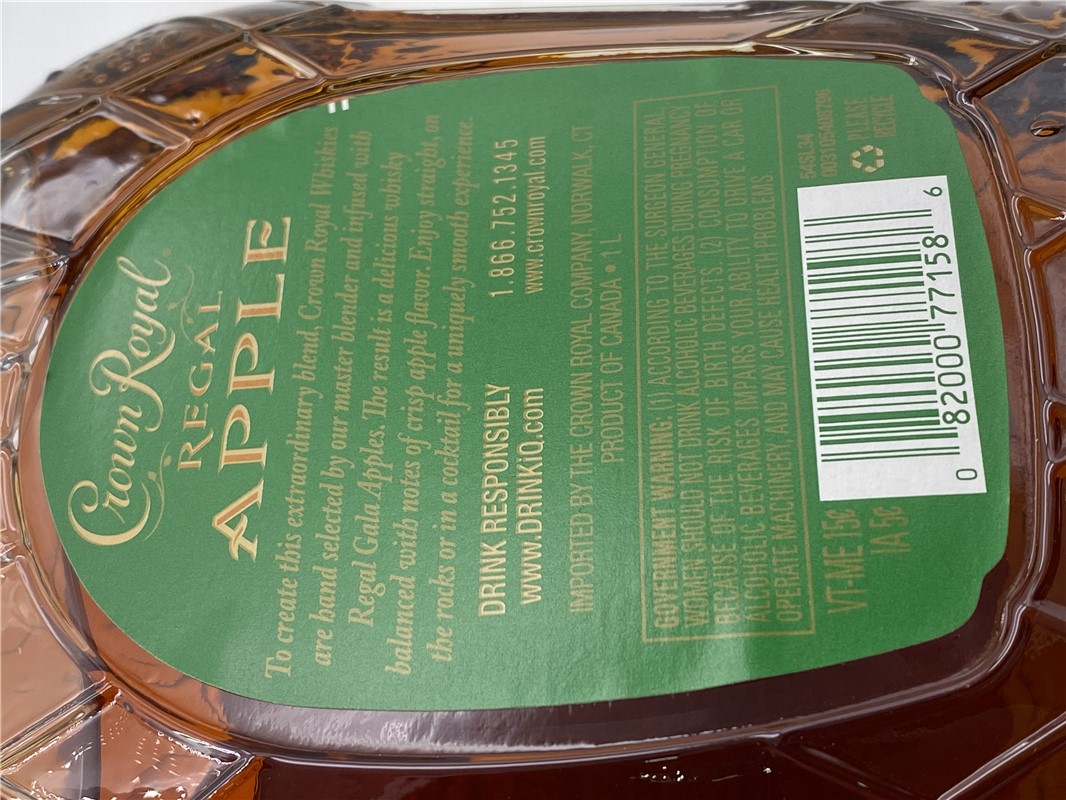 Crown Royal
REGAL
APPLE
To create this extraordinary blend, Crown Royal Whiskies
are hand selected by our master blender and infused with
Regal Gala Apples. The result is a delicious whisky
balanced with notes of crisp apple flavor. Enjoy straight, on
the rocks or in a cocktail for a uniquely smooth experience.
DRINK RESPONSIBLY 1.866.752.1345
www.DRINKiQ.com www.crownroyal.com
IMPORTED BY THE CROWN ROYAL COMPANY, NORWALK, CT
PRODUCT OF CANADA • 1 L
GOVERNMENT WARNING: (1) ACCORDING TO THE SURGEON GENERAL,
WOMEN SHOULD NOT DRINK ALCOHOLIC BEVERAGES DURING PREGNANCY
BECAUSE OF THE RISK OF BIRTH DEFECTS. (2) CONSUMPTION OF
ALCOHOLIC BEVERAGES IMPAIRS YOUR ABILITY TO DRIVE A CAR OR
OPERATE MACHINERY, AND MAY CAUSE HEALTH PROBLEMS.
VT-ME 15¢
IA 5¢
0 82000 77158 6
PLEASE
RECYCLE